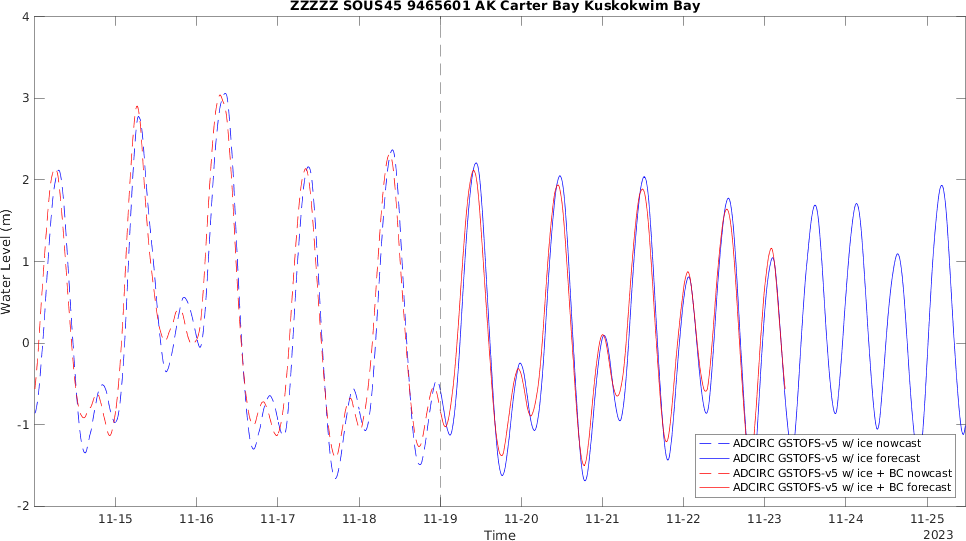 ZZZZZ SOUS45 9465601 AK Carter Bay Kuskokwim Bay
4
3
2
1
0
-1
-2
Water Level (m)
ADCIRC GSTOFS-v5 w/ ice nowcast
ADCIRC GSTOFS-v5 w/ ice forecast
ADCIRC GSTOFS-v5 w/ ice + BC nowcast
ADCIRC GSTOFS-v5 w/ ice + BC forecast
11-15 11-16 11-17 11-18 11-19 11-20 11-21 11-22 11-23 11-24 11-25
Time 2023